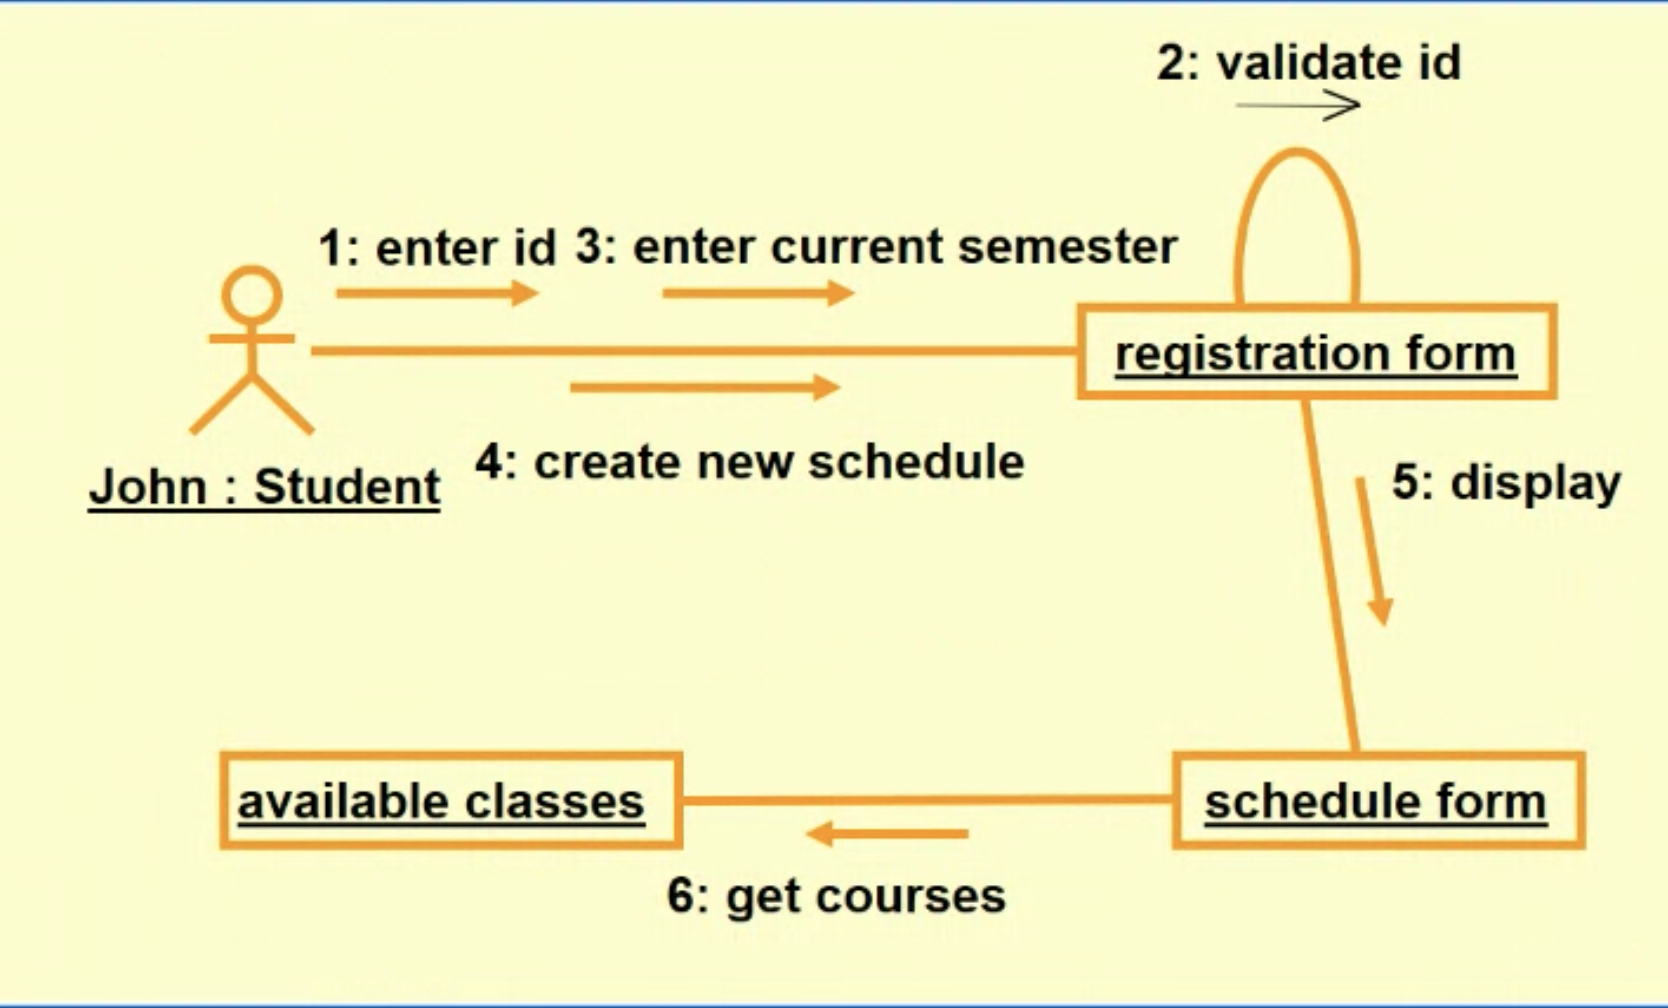 2: validate id
1: enter id 3: enter current semester
registration form
4: create new schedule
John : Student
5: display
available classes
schedule form
6: get courses